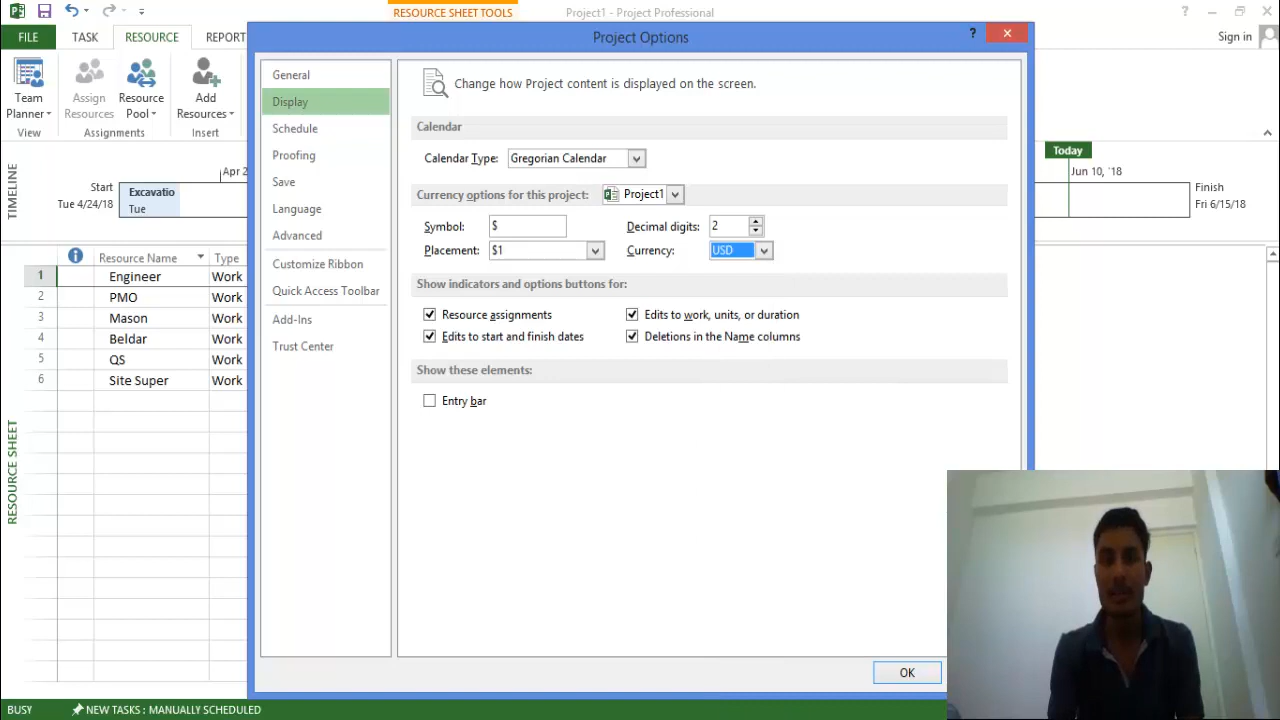 RESOURCE SHEET TOOLS
Project1 - Project Professional
FILE TASK RESOURCE REPORT
Sign in
Team Planner
Assign Resources
Resource Pool
Add Resources
View Assignments Insert
Project Options
General
Display
Schedule
Proofing
Save
Language
Advanced
Customize Ribbon
Quick Access Toolbar
Add-Ins
Trust Center
Change how Project content is displayed on the screen.
Calendar
Calendar Type: Gregorian Calendar
Currency options for this project: Project1
Symbol: $ Decimal digits: 2
Placement: $1 Currency: USD
Show indicators and options buttons for:
Resource assignments Edits to work, units, or duration
Edits to start and finish dates Deletions in the Name columns
Show these elements:
Entry bar
OK
TIMELINE
Start
Tue 4/24/18
Apr 2
Excavatio
Tue
Today
Jun 10, '18
Finish
Fri 6/15/18
RESOURCE SHEET
Resource Name Type
1 Engineer Work
2 PMO Work
3 Mason Work
4 Beldar Work
5 QS Work
6 Site Super Work
BUSY NEW TASKS : MANUALLY SCHEDULED